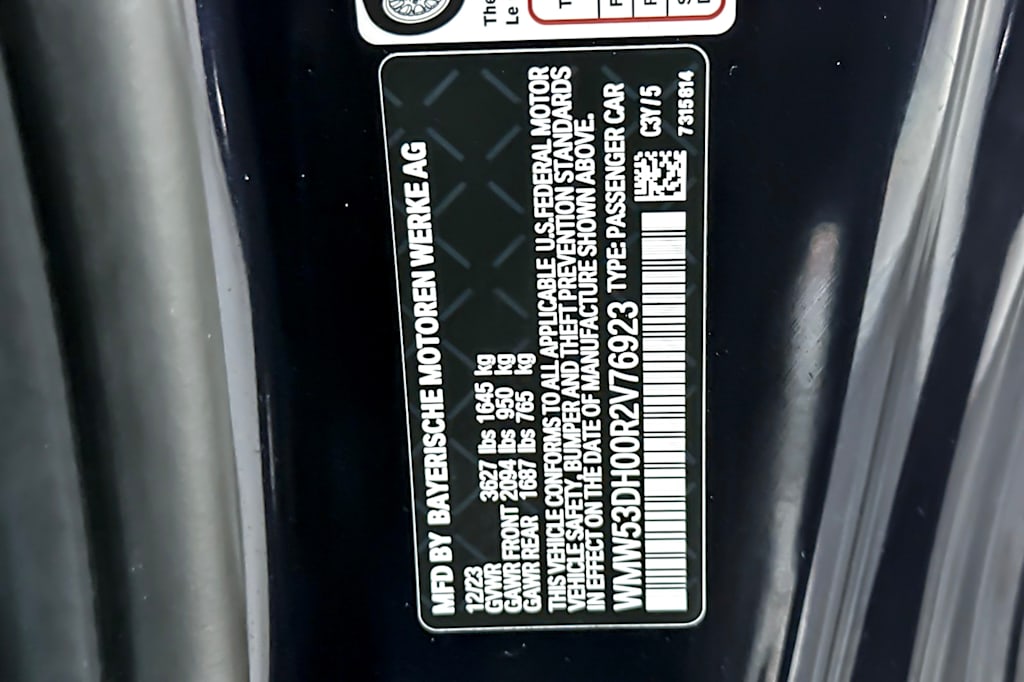 The
Le
MFD BY BAYERISCHE MOTOREN WERKE AG
12/23
GVWR 3627 lbs 1645 kg
GAWR FRONT 2094 lbs 950 kg
GAWR REAR 1687 lbs 765 kg
THIS VEHICLE CONFORMS TO ALL APPLICABLE U.S.FEDERAL MOTOR
VEHICLE SAFETY, BUMPER AND THEFT PREVENTION STANDARDS
IN EFFECT ON THE DATE OF MANUFACTURE SHOWN ABOVE.
WMW53DH00R2V76923 TYPE: PASSENGER CAR
C3Y/5
7315814